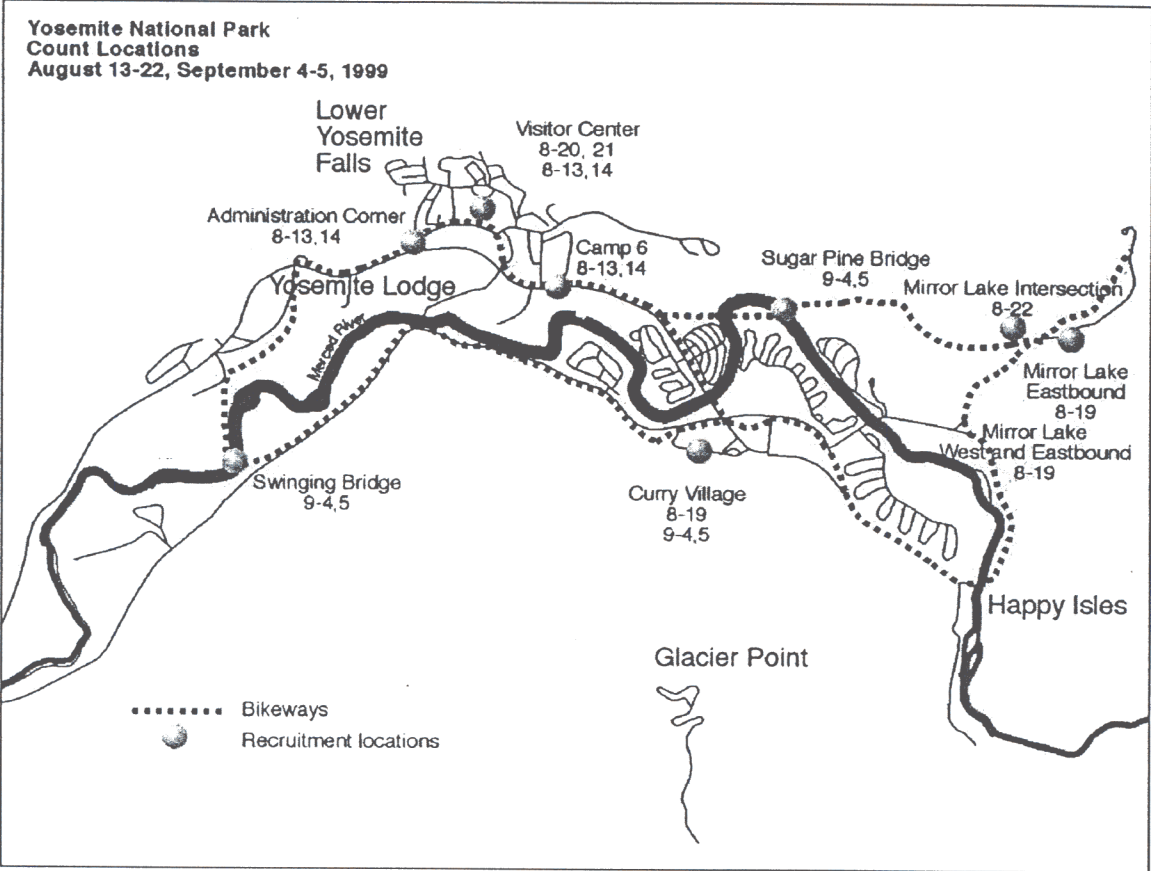 Yosemite National Park
Count Locations
August 13-22, September 4-5, 1999
Lower
Yosemite
Falls
Visitor Center
8-20, 21
8-13,14
Administration Corner
8-13,14
Camp 6
8-13,14
Yosemite Lodge
Sugar Pine Bridge
9-4,5
Mirror Lake Intersection
8-22
Merced River
Mirror Lake
Eastbound
8-19
Mirror Lake
West and Eastbound
8-19
Swinging Bridge
9-4,5
Curry Village
8-19
9-4,5
Happy Isles
Glacier Point
Bikeways
Recruitment locations